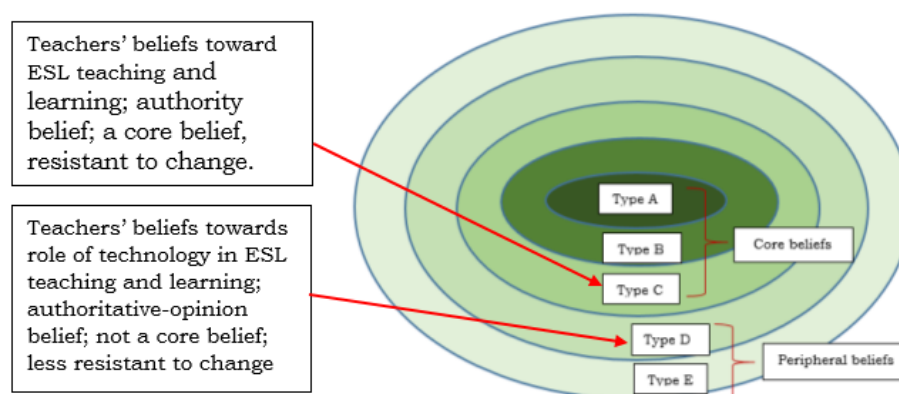 Teachers' beliefs toward
ESL teaching and
learning; authority
belief; a core belief,
resistant to change.
Teachers' beliefs towards
role of technology in ESL
teaching and learning;
authoritative-opinion
belief; not a core belief;
less resistant to change
Type A
Type B
Core beliefs
Type C
Type D
Peripheral beliefs
Type E